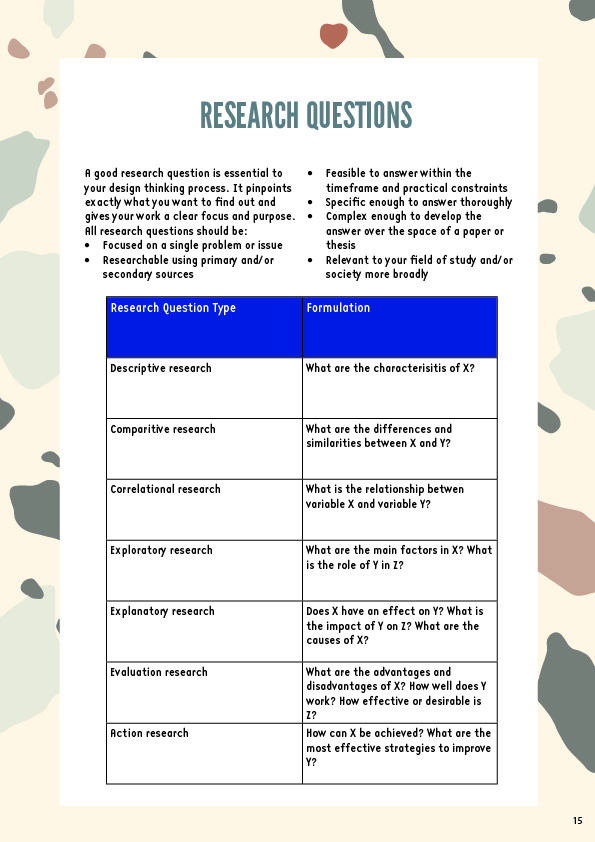 RESEARCH QUESTIONS
A good research question is essential to
your design thinking process. It pinpoints
exactly what you want to find out and
gives your work a clear focus and purpose.
All research questions should be:
• Focused on a single problem or issue
• Researchable using primary and/or
secondary sources
• Feasible to answer within the
timeframe and practical constraints
• Specific enough to answer thoroughly
• Complex enough to develop the
answer over the space of a paper or
thesis
• Relevant to your field of study and/or
society more broadly
Research Question Type
Formulation
Descriptive research
What are the characterisitis of X?
Comparitive research
What are the differences and
similarities between X and Y?
Correlational research
What is the relationship betwen
variable X and variable Y?
Exploratory research
What are the main factors in X? What
is the role of Y in Z?
Explanatory research
Does X have an effect on Y? What is
the impact of Y on Z? What are the
causes of X?
Evaluation research
What are the advantages and
disadvantages of X? How well does Y
work? How effective or desirable is
Z?
Action research
How can X be achieved? What are the
most effective strategies to improve
Y?
15